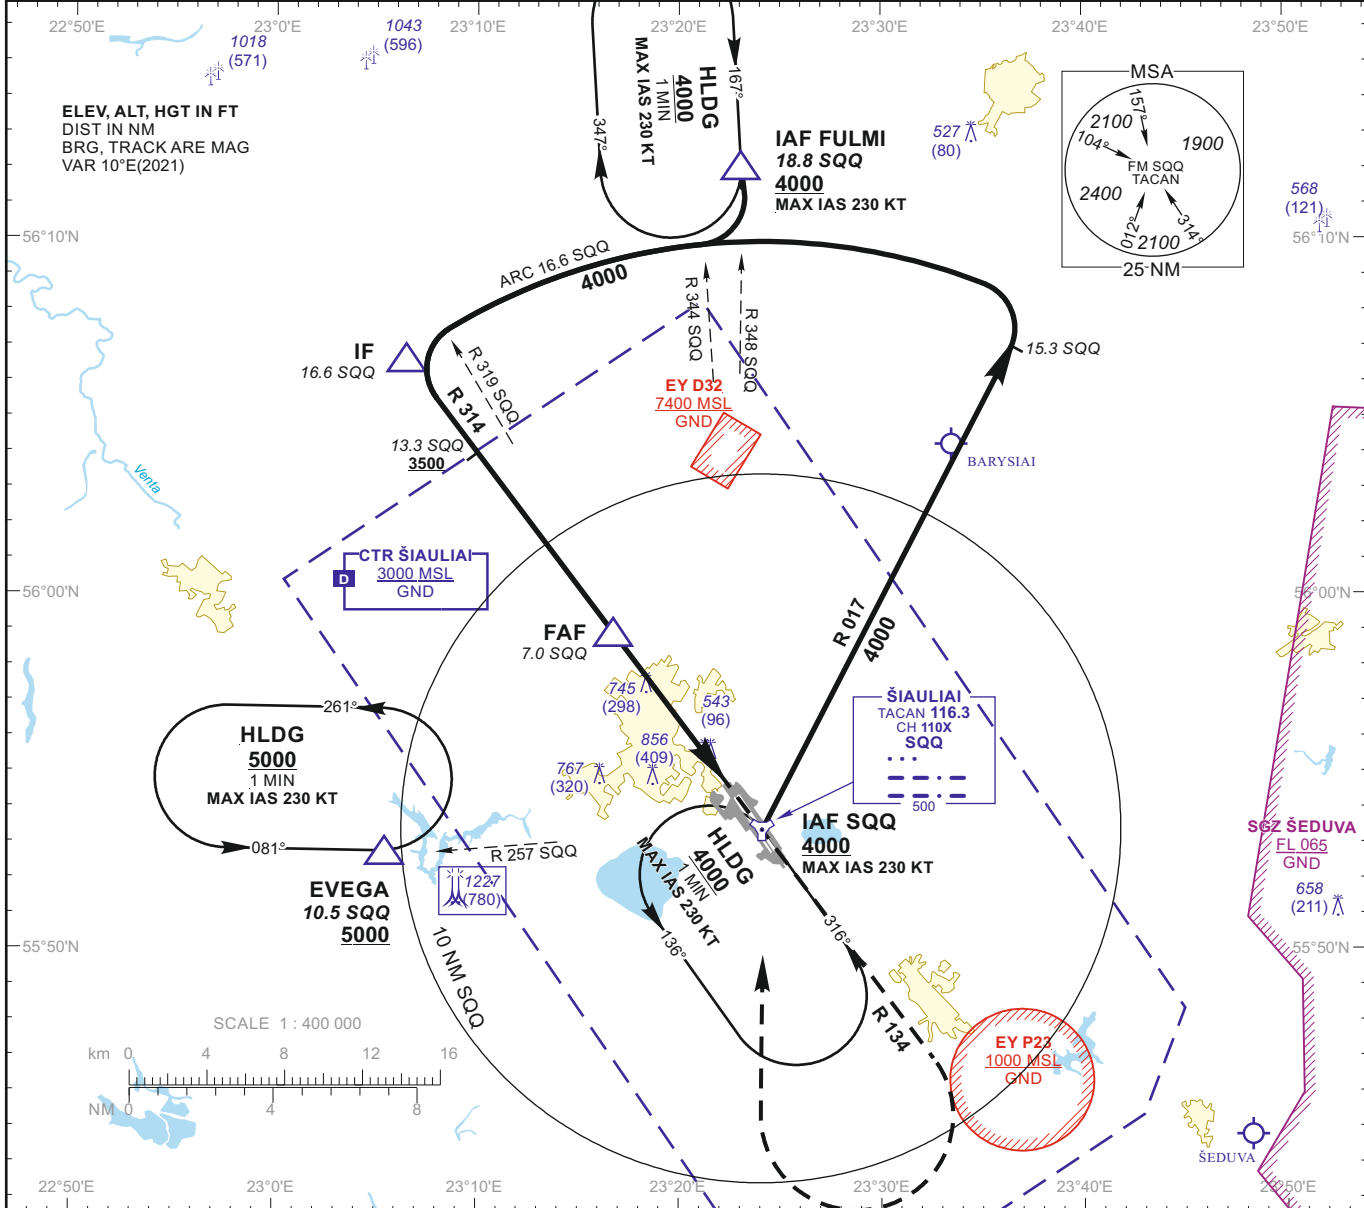 22°50'E
23°0'E
23°10'E
23°20'E
23°30'E
23°40'E
23°50'E
1018
(571)
1043
(596)
ELEV, ALT, HGT IN FT
DIST IN NM
BRG, TRACK ARE MAG
VAR 10°E(2021)
HLDG
4000
1 MIN
MAX IAS 230 KT
167°
347°
IAF FULMI
18.8 SQQ
4000
MAX IAS 230 KT
527
(80)
MSA
157°
2100
104°
1900
FM SQQ
TACAN
2400
012°
2100
314°
25 NM
568
(121)
56°10'N
56°10'N
ARC 16.6 SQQ
4000
R 344 SQQ
R 348 SQQ
IF
16.6 SQQ
R 319 SQQ
R 314
15.3 SQQ
EY D32
7400 MSL
GND
13.3 SQQ
3500
BARYSIAI
Venta
CTR ŠIAULIAI
D
3000 MSL
GND
56°00'N
56°00'N
FAF
7.0 SQQ
R 017
4000
745
(298)
543
(96)
856
(409)
767
(320)
ŠIAULIAI
TACAN 116.3
CH 110X
SQQ
500
261°
HLDG
5000
1 MIN
MAX IAS 230 KT
081°
R 257 SQQ
EVEGA
10.5 SQQ
5000
1227
(780)
IAF SQQ
4000
MAX IAS 230 KT
HLDG
4000
1 MIN
MAX IAS 230 KT
136°
316°
SGZ ŠEDUVA
FL 065
GND
658
(211)
55°50'N
55°50'N
10 NM SQQ
R 134
EY P23
1000 MSL
GND
SCALE 1 : 400 000
km 0 4 8 12 16
NM 0 4 8
ŠEDUVA
22°50'E
23°0'E
23°10'E
23°20'E
23°30'E
23°40'E
23°50'E